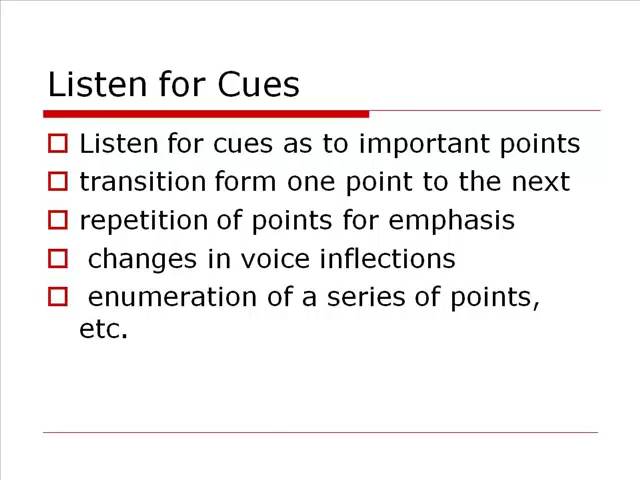 Listen for Cues
Listen for cues as to important points
transition form one point to the next
repetition of points for emphasis
changes in voice inflections
enumeration of a series of points,
etc.